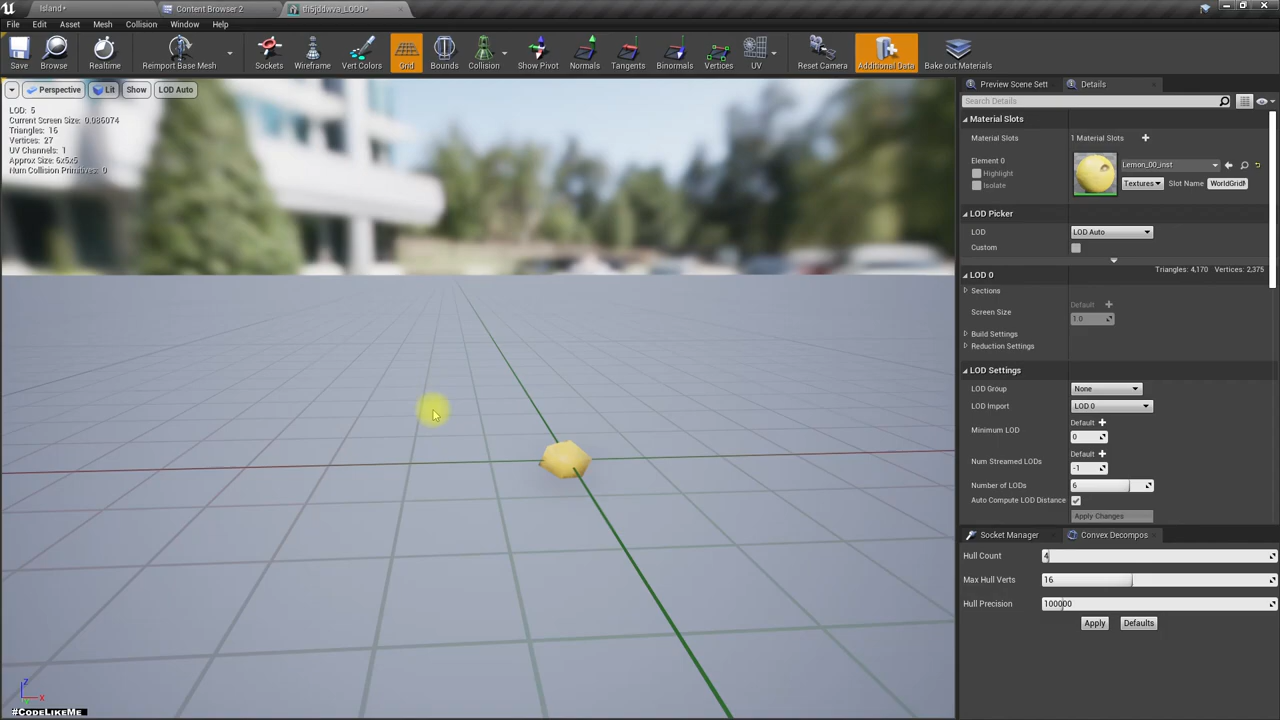 Island*
Content Browser 2
thi5jddwva_LOD0*
File Edit Asset Mesh Collision Window Help
Save Browse Realtime Reimport Base Mesh Sockets Wireframe Vert Colors Grid Bounds Collision Show Pivot Normals Tangents Binormals Vertices UV Reset Camera Additional Data Bake out Materials
Perspective Lit Show LOD Auto
LOD: 5
Current Screen Size: 0.086074
Triangles: 16
Vertices: 27
UV Channels: 1
Approx Size: 6x5x5
Num Collision Primitives: 0
Preview Scene Sett Details
Search Details
Material Slots
Material Slots 1 Material Slots
Element 0
Highlight
Isolate
Lemon_00_inst
Textures Slot Name WorldGridM
LOD Picker
LOD LOD Auto
Custom
Triangles: 4,170 Vertices: 2,375
LOD 0
Sections
Screen Size Default
1.0
Build Settings
Reduction Settings
LOD Settings
LOD Group None
LOD Import LOD 0
Minimum LOD Default
0
Num Streamed LODs Default
-1
Number of LODs 6
Auto Compute LOD Distance
Apply Changes
Socket Manager Convex Decompos
Hull Count 4
Max Hull Verts 16
Hull Precision 100000
Apply Defaults
Z
X
#CodeLikeMe